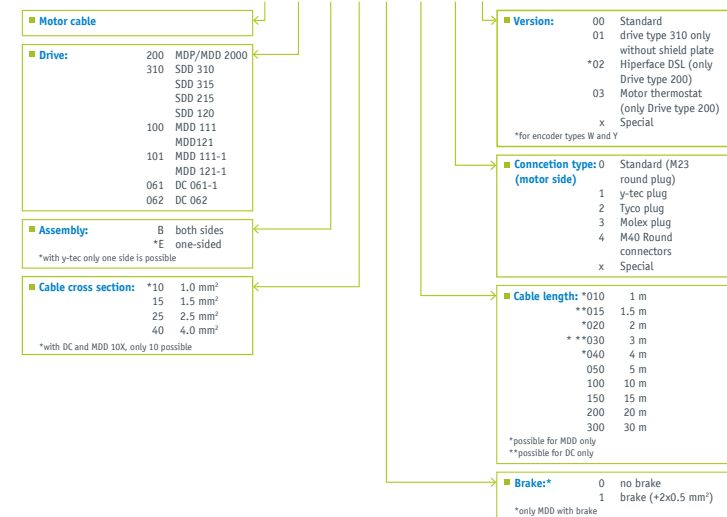 Motor cable
Drive: 200 MDP/MDD 2000
310 SDD 310
SDD 315
SDD 215
SDD 120
100 MDD 111
MDD121
101 MDD 111-1
MDD 121-1
061 DC 061-1
062 DC 062
Assembly: B both sides
*E one-sided
*with y-tec only one side is possible
Cable cross section: *10 1.0 mm²
15 1.5 mm²
25 2.5 mm²
40 4.0 mm²
*with DC and MDD 10X, only 10 possible
Version: 00 Standard
01 drive type 310 only
without shield plate
*02 Hiperface DSL (only
Drive type 200)
03 Motor thermostat
(only Drive type 200)
x Special
*for encoder types W and Y
Conncetion type: 0 Standard (M23
(motor side) round plug)
1 y-tec plug
2 Tyco plug
3 Molex plug
4 M40 Round
connectors
x Special
Cable length: *010 1 m
**015 1.5 m
*020 2 m
* **030 3 m
*040 4 m
050 5 m
100 10 m
150 15 m
200 20 m
300 30 m
*possible for MDD only
**possible for DC only
Brake:* 0 no brake
1 brake (+2x0.5 mm²)
*only MDD with brake